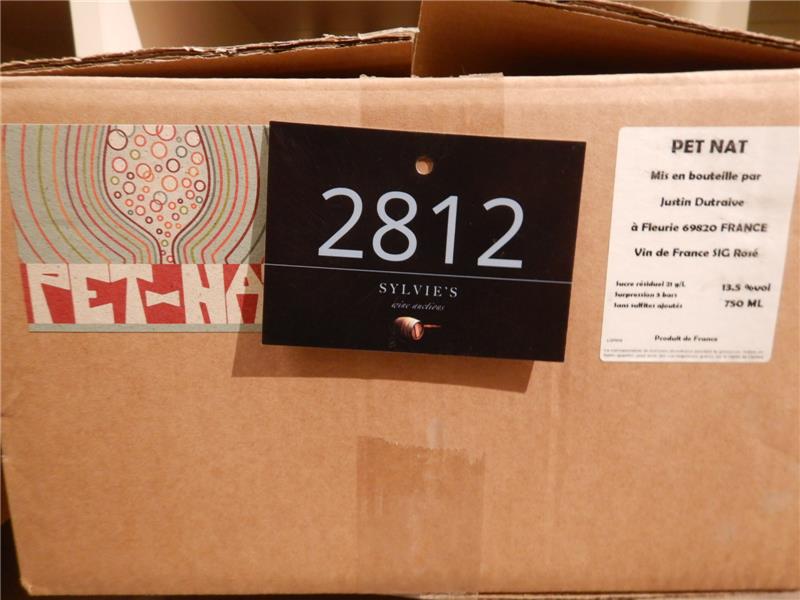 PET-NA
2812
SYLVIE'S
wine auctions
PET NAT
Mis en bouteille par
Justin Dutraive
à Fleurie 69820 FRANCE
Vin de France SIG Rosé
Sucre résiduel 21 g/L
13.5 %vol
Surpression 3 bars
750 ML
Sans sulfites ajoutés
Produit de France